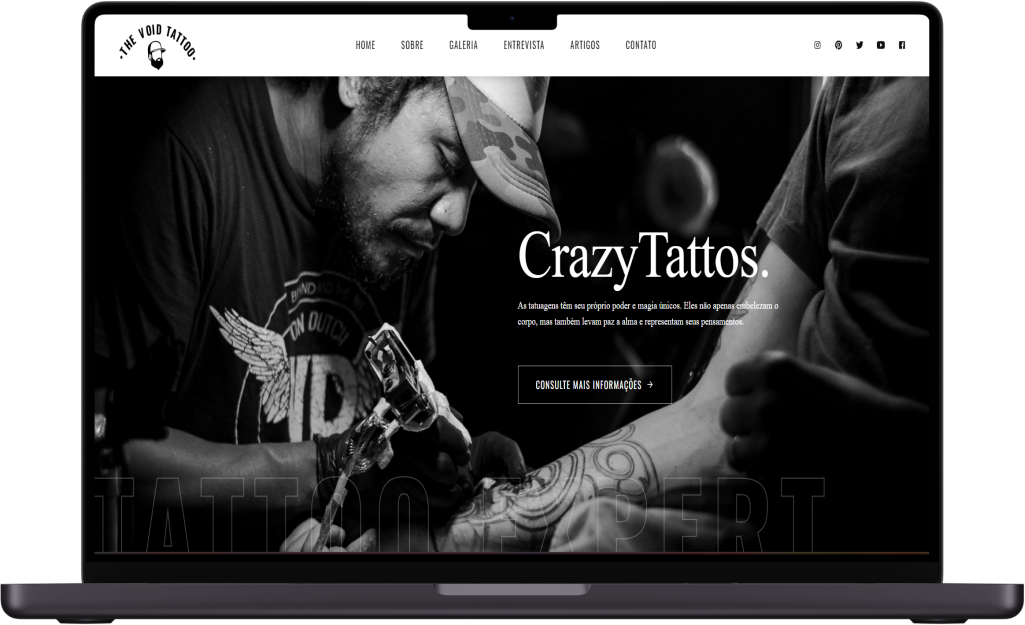 ·THE VOID TATTOO·
HOME SOBRE GALERIA ENTREVISTA ARTIGOS CONTATO
CrazyTattos.
As tatuagens têm seu próprio poder e magia únicos. Eles não apenas embelezam o
corpo, mas também levam paz a alma e representam seus pensamentos.
CONSULTE MAIS INFORMAÇÕES →
TATTOO EXPERT